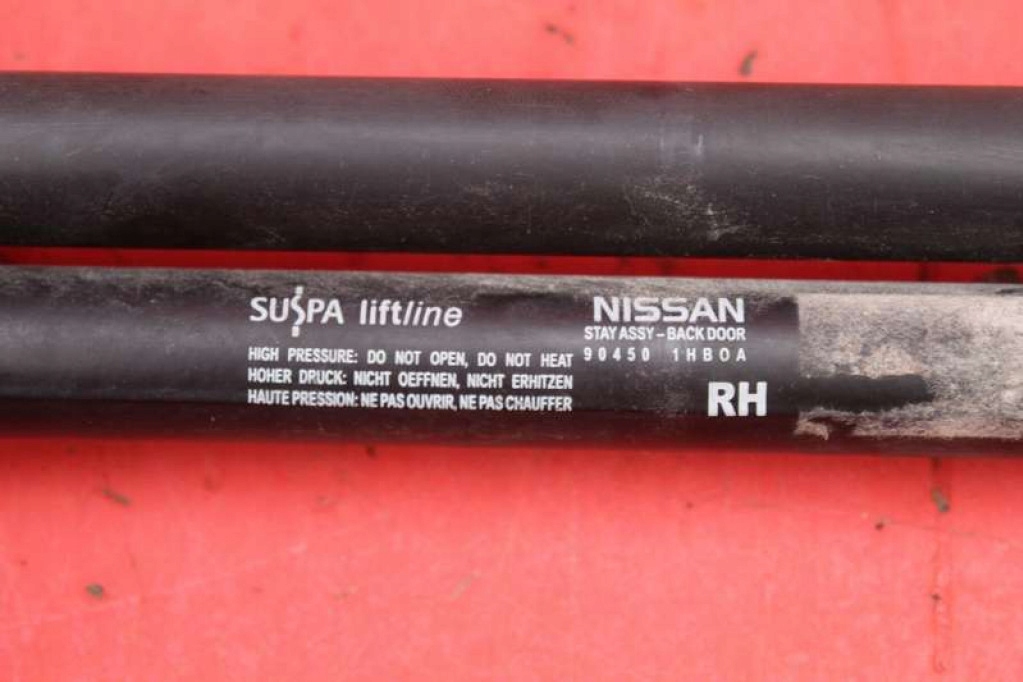 SUSPA liftline
HIGH PRESSURE: DO NOT OPEN, DO NOT HEAT
HOHER DRUCK: NICHT OEFFNEN, NICHT ERHITZEN
HAUTE PRESSION: NE PAS OUVRIR, NE PAS CHAUFFER
NISSAN
STAY ASSY - BACK DOOR
90450 1HB0A
RH